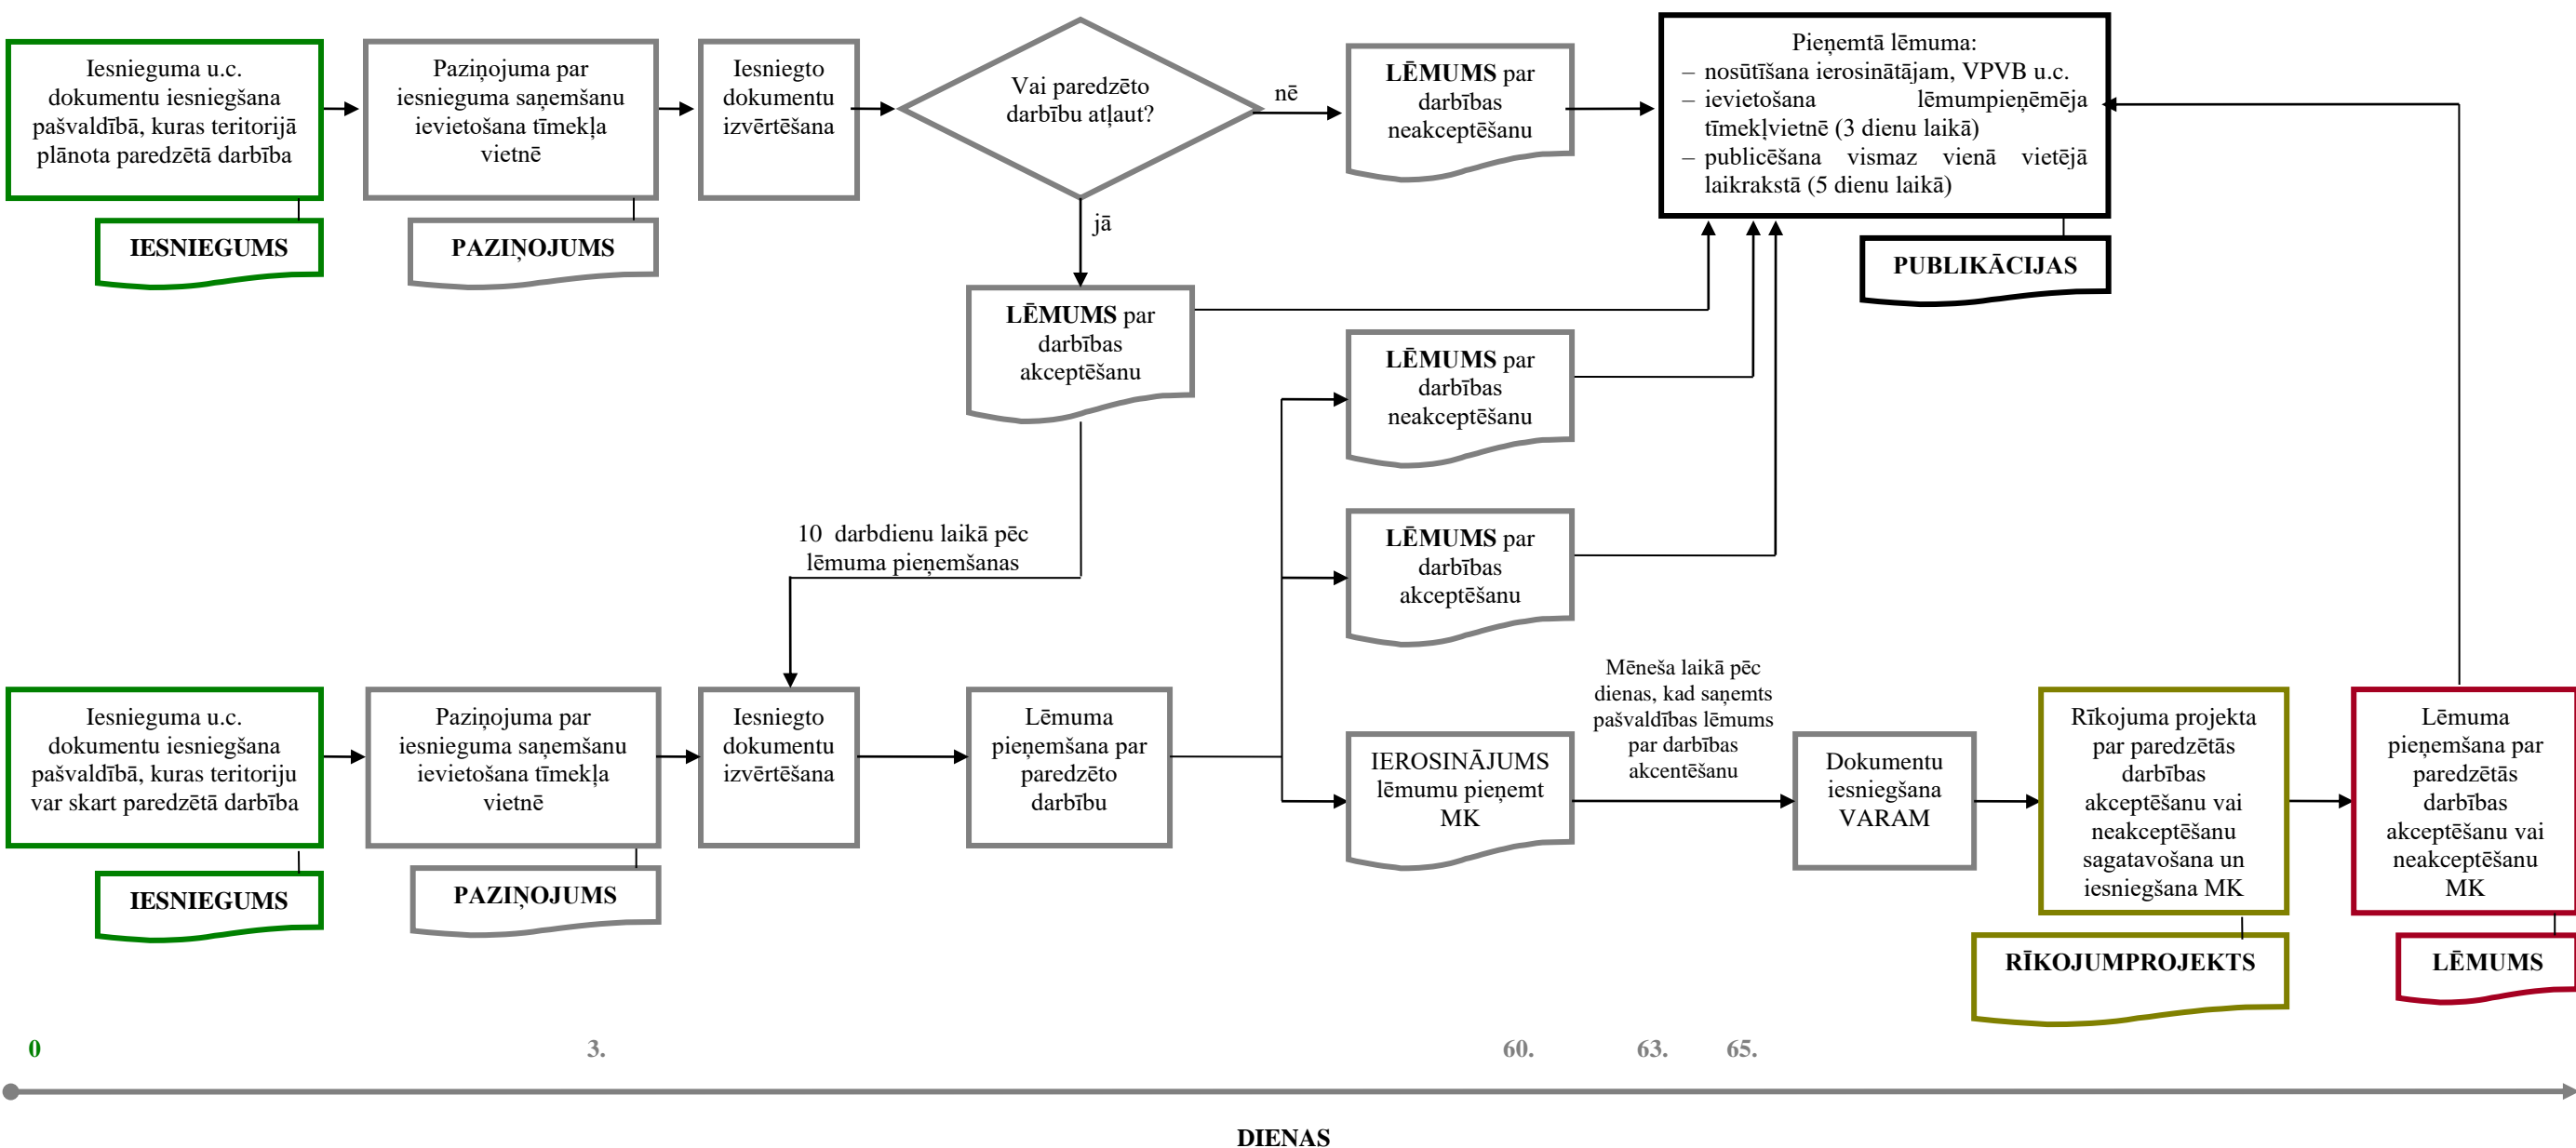 Iesnieguma u.c.
dokumentu iesniegšana
pašvaldībā, kuras teritorijā
plānota paredzētā darbība
IESNIEGUMS
Paziņojuma par
iesnieguma saņemšanu
ievietošana tīmekļa
vietnē
PAZIŅOJUMS
Iesniegto
dokumentu
izvērtēšana
Vai paredzēto
darbību atļaut?
nē
jā
LĒMUMS par
darbības
neakceptēšanu
Pieņemtā lēmuma:
– nosūtīšana ierosinātājam, VPVB u.c.
– ievietošana lēmumpieņēmēja
tīmekļvietnē (3 dienu laikā)
– publicēšana vismaz vienā vietējā
laikrakstā (5 dienu laikā)
PUBLIKĀCIJAS
LĒMUMS par
darbības
akceptēšanu
LĒMUMS par
darbības
neakceptēšanu
LĒMUMS par
darbības
akceptēšanu
10 darbdienu laikā pēc
lēmuma pieņemšanas
Iesnieguma u.c.
dokumentu iesniegšana
pašvaldībā, kuras teritoriju
var skart paredzētā darbība
IESNIEGUMS
Paziņojuma par
iesnieguma saņemšanu
ievietošana tīmekļa
vietnē
PAZIŅOJUMS
Iesniegto
dokumentu
izvērtēšana
Lēmuma
pieņemšana par
paredzēto
darbību
IEROSINĀJUMS
lēmumu pieņemt
MK
Mēneša laikā pēc
dienas, kad saņemts
pašvaldības lēmums
par darbības
akcentēšanu
Dokumentu
iesniegšana
VARAM
Rīkojuma projekta
par paredzētās
darbības
akceptēšanu vai
neakceptēšanu
sagatavošana un
iesniegšana MK
RĪKOJUMPROJEKTS
Lēmuma
pieņemšana par
paredzētās
darbības
akceptēšanu vai
neakceptēšanu
MK
LĒMUMS
0 3. 60. 63. 65.
DIENAS